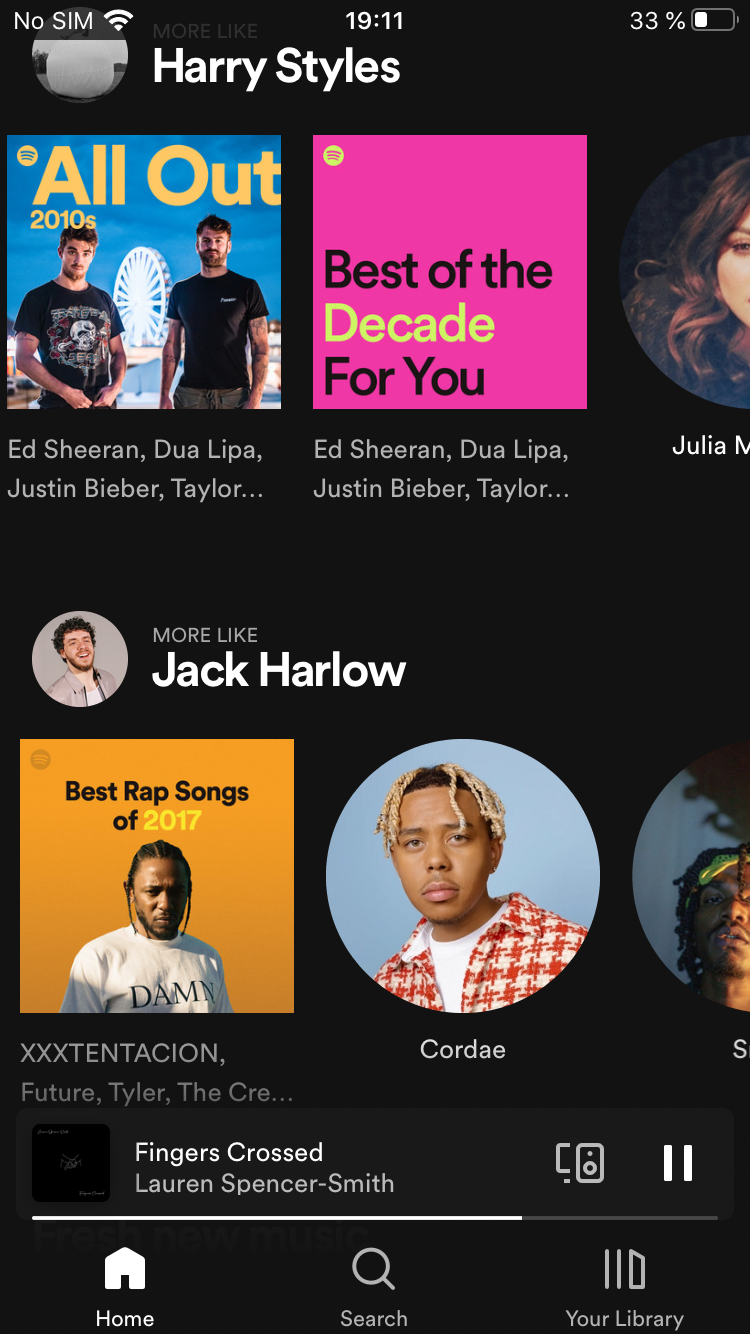 No SIM 19:11 33 %
MORE LIKE
Harry Styles
All Out
2010s
Best of the
Decade
For You
Ed Sheeran, Dua Lipa,
Justin Bieber, Taylor...
Ed Sheeran, Dua Lipa,
Justin Bieber, Taylor...
Julia M
MORE LIKE
Jack Harlow
Best Rap Songs
of 2017
DAMN
XXXTENTACION,
Future, Tyler, The Cre...
Cordae
Fingers Crossed
Lauren Spencer-Smith
Fresh new music
Home
Search
Your Library